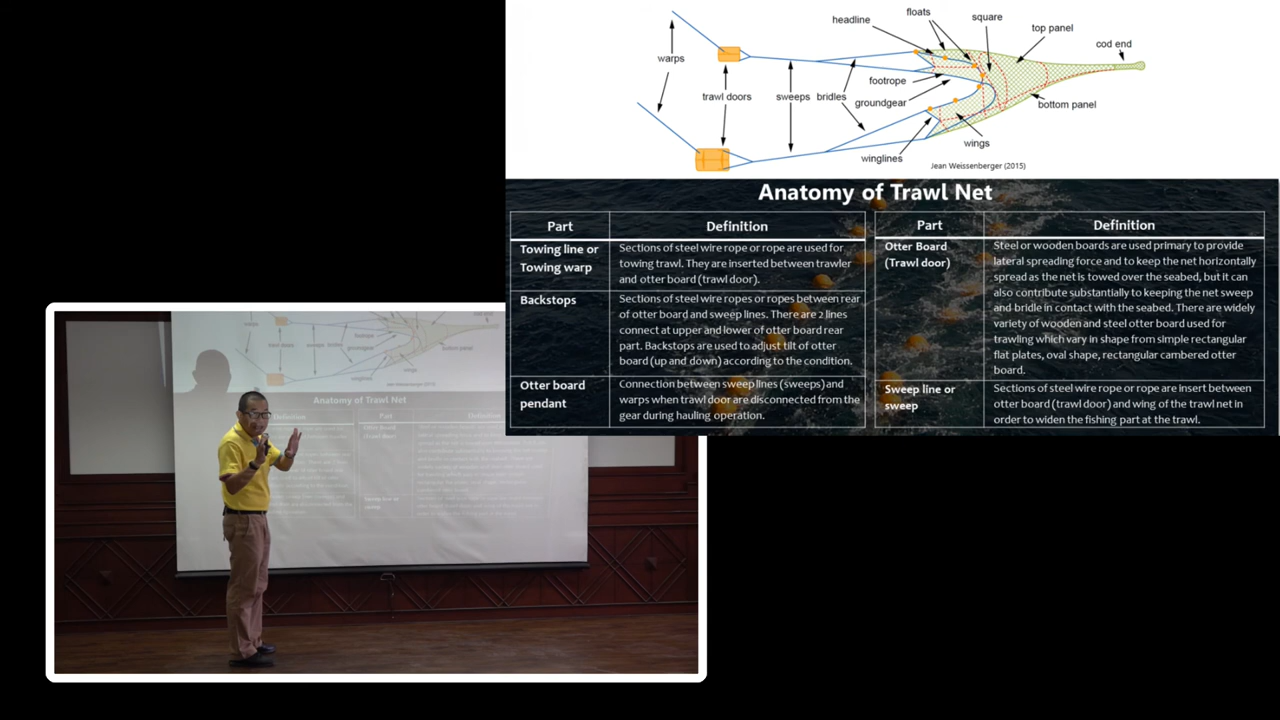 floats
headline
square
top panel
cod end
warps
footrope
trawl doors
sweeps
bridles
groundgear
bottom panel
wings
winglines
Jean Weissenberger (2015)
Anatomy of Trawl Net
Part
Definition
Towing line or
Towing warp
Sections of steel wire rope or rope are used for
towing trawl. They are inserted between trawler
and otter board (trawl door).
Backstops
Sections of steel wire ropes or ropes between rear
of otter board and sweep lines. There are 2 lines
connect at upper and lower of otter board rear
part. Backstops are used to adjust tilt of otter
board (up and down) according to the condition.
Otter board
pendant
Connection between sweep lines (sweeps) and
warps when trawl door are disconnected from the
gear during hauling operation.
Part
Definition
Otter Board
(Trawl door)
Steel or wooden boards are used primary to provide
lateral spreading force and to keep the net horizontally
spread as the net is towed over the seabed, but it can
also contribute substantially to keeping the net sweep
and bridle in contact with the seabed. There are widely
variety of wooden and steel otter board used for
trawling which vary in shape from simple rectangular
flat plates, oval shape, rectangular cambered otter
board.
Sweep line or
sweep
Sections of steel wire rope or rope are insert between
otter board (trawl door) and wing of the trawl net in
order to widen the fishing part at the trawl.
Anatomy of Trawl Net
Definition
Part
Definition